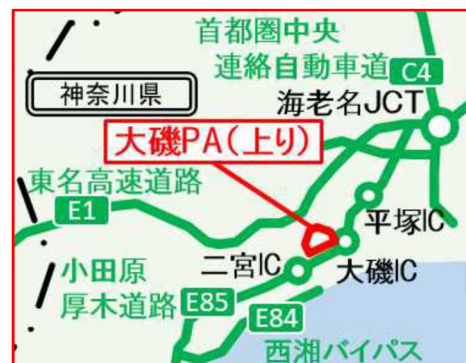 首都圏中央
連絡自動車道
C4
神奈川県
海老名JCT
大磯PA(上り)
東名高速道路
E1
平塚IC
小田原
厚木道路
二宮IC
大磯IC
E85
E84
西湘バイパス